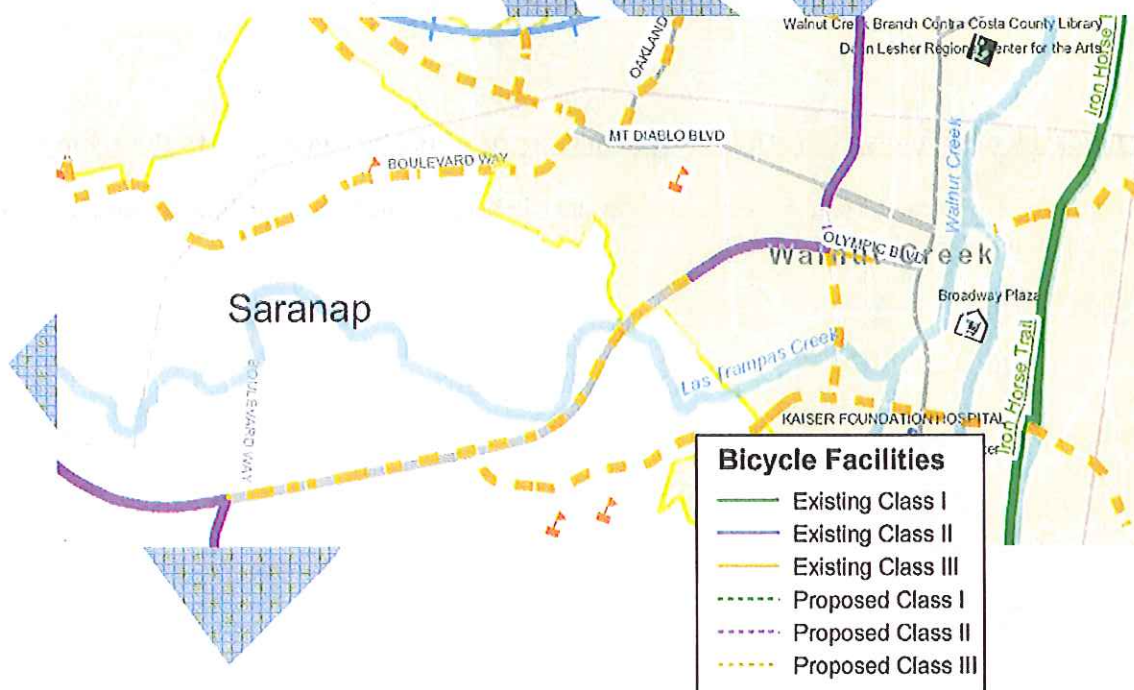 Walnut Creek Branch Contra Costa County Library
Dean Lesher Regional Center for the Arts
OAKLAND
Iron Horse Trail
MT DIABLO BLVD
BOULEVARD WAY
Walnut Creek
OLYMPIC BLVD
Walnut Creek
Saranap
Broadway Plaza
BOULEVARD WAY
Las Trampas Creek
Iron Horse Trail
KAISER FOUNDATION HOSPITAL
Bicycle Facilities
Existing Class I
Existing Class II
Existing Class III
Proposed Class I
Proposed Class II
Proposed Class III